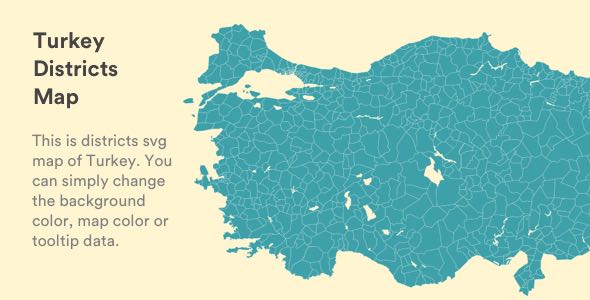 Turkey
Districts
Map
This is districts svg
map of Turkey. You
can simply change
the background
color, map color or
tooltip data.